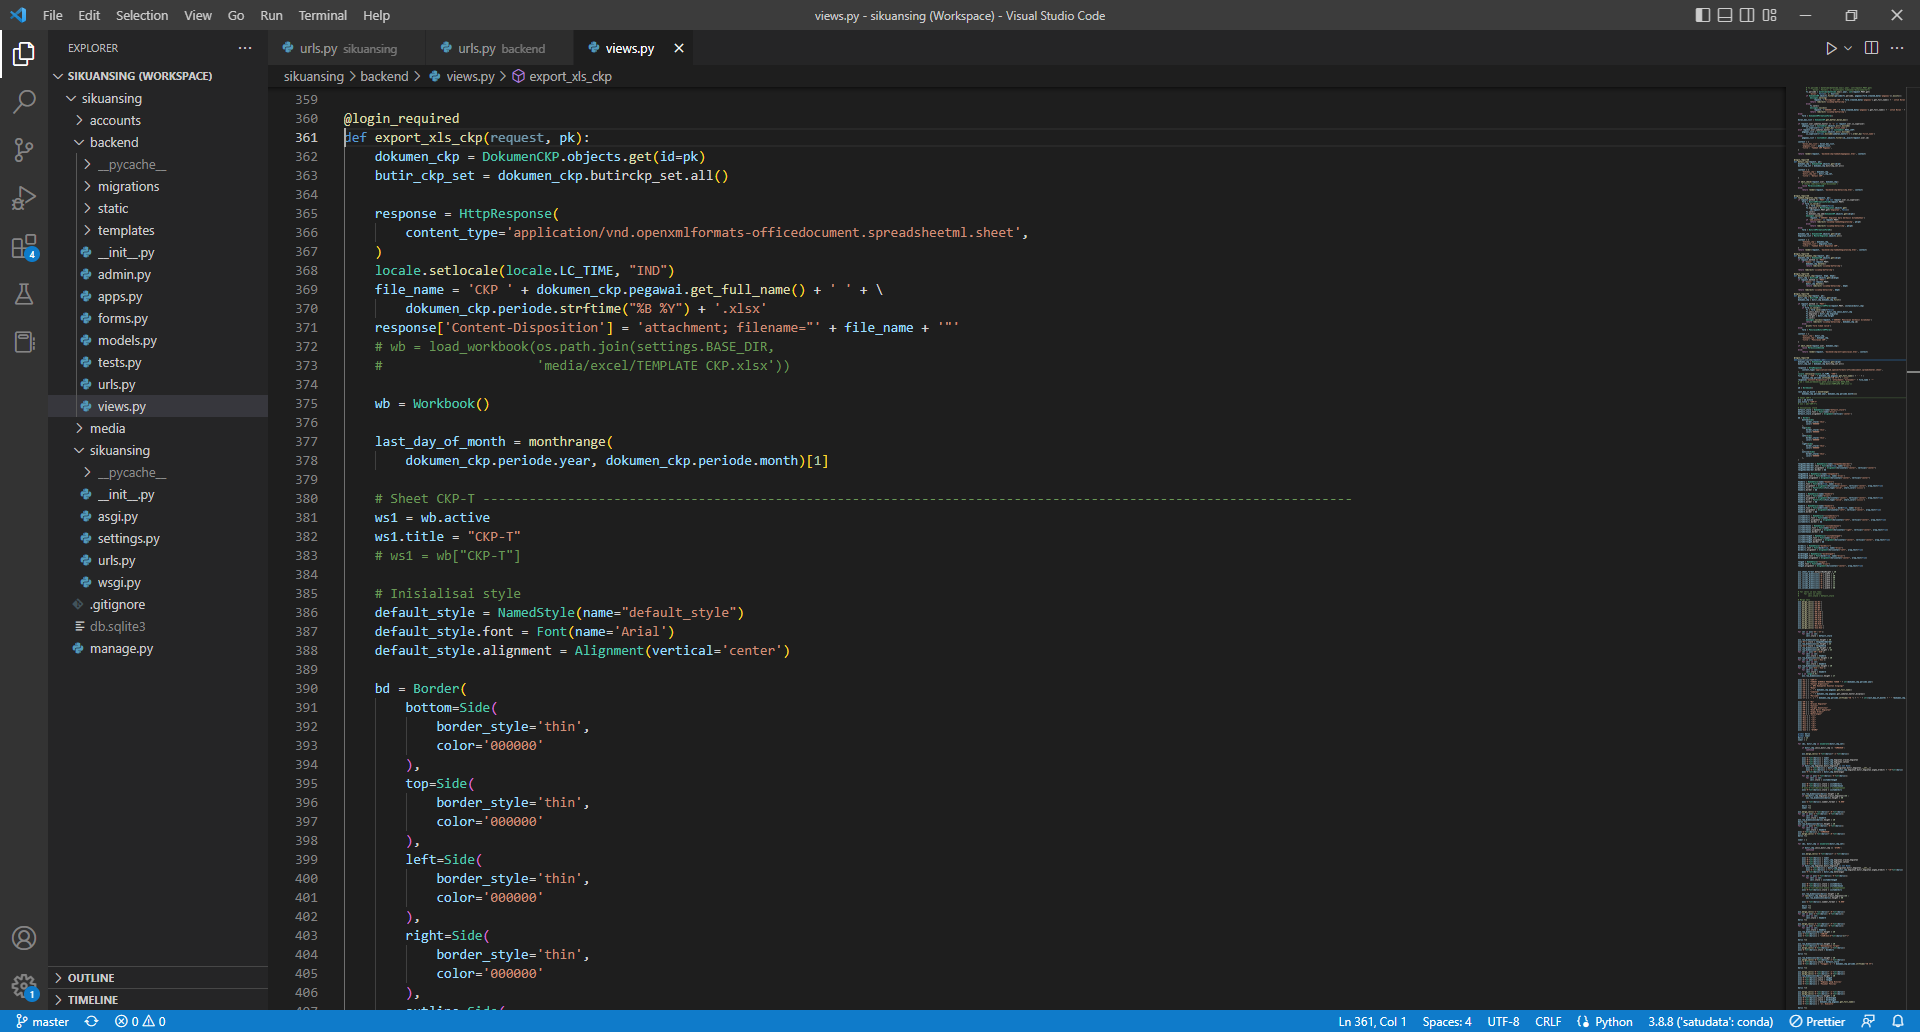 File Edit Selection View Go Run Terminal Help
views.py - sikuansing (Workspace) - Visual Studio Code
EXPLORER
SIKUANSING (WORKSPACE)
sikuansing
accounts
backend
__pycache__
migrations
static
templates
__init__.py
admin.py
apps.py
forms.py
models.py
tests.py
urls.py
views.py
media
sikuansing
__pycache__
__init__.py
asgi.py
settings.py
urls.py
wsgi.py
.gitignore
db.sqlite3
manage.py
OUTLINE
TIMELINE
4
1
urls.py sikuansing urls.py backend views.py
sikuansing > backend > views.py > export_xls_ckp
359
360 @login_required
361 def export_xls_ckp(request, pk):
362 dokumen_ckp = DokumenCKP.objects.get(id=pk)
363 butir_ckp_set = dokumen_ckp.butirckp_set.all()
364
365 response = HttpResponse(
366 content_type='application/vnd.openxmlformats-officedocument.spreadsheetml.sheet',
367 )
368 locale.setlocale(locale.LC_TIME, "IND")
369 file_name = 'CKP ' + dokumen_ckp.pegawai.get_full_name() + ' ' + \
370 dokumen_ckp.periode.strftime("%B %Y") + '.xlsx'
371 response['Content-Disposition'] = 'attachment; filename="' + file_name + '"'
372 # wb = load_workbook(os.path.join(settings.BASE_DIR,
373 # 'media/excel/TEMPLATE CKP.xlsx'))
374
375 wb = Workbook()
376
377 last_day_of_month = monthrange(
378 dokumen_ckp.periode.year, dokumen_ckp.periode.month)[1]
379
380 # Sheet CKP-T -----------------------------------------------------------------------------------------------------------------
381 ws1 = wb.active
382 ws1.title = "CKP-T"
383 # ws1 = wb["CKP-T"]
384
385 # Inisialisai style
386 default_style = NamedStyle(name="default_style")
387 default_style.font = Font(name='Arial')
388 default_style.alignment = Alignment(vertical='center')
389
390 bd = Border(
391 bottom=Side(
392 border_style='thin',
393 color='000000'
394 ),
395 top=Side(
396 border_style='thin',
397 color='000000'
398 ),
399 left=Side(
400 border_style='thin',
401 color='000000'
402 ),
403 right=Side(
404 border_style='thin',
405 color='000000'
406 ),
master 0 0 Ln 361, Col 1 Spaces: 4 UTF-8 CRLF Python 3.8.8 ('satudata': conda) Prettier